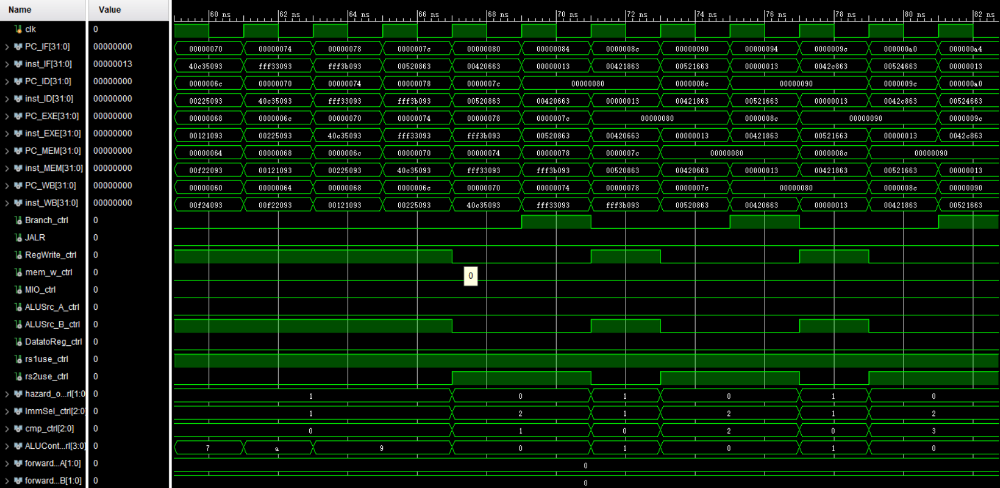 Name Value 60 ns 62 ns 64 ns 66 ns 68 ns 70 ns 72 ns 74 ns 76 ns 78 ns 80 ns 82 ns
clk 0
PC_IF[31:0] 00000000 00000070 00000074 00000078 0000007c 00000080 00000084 0000008c 00000090 00000094 0000009c 000000a0 000000a4
inst_IF[31:0] 00000013 40c35093 fff33093 fff3b093 00520863 00420663 00000013 00421863 00521663 00000013 0042c863 00524663 00000013
PC_ID[31:0] 00000000 0000006c 00000070 00000074 00000078 0000007c 00000080 0000008c 00000090 0000009c 000000a0
inst_ID[31:0] 00000000 00225093 40c35093 fff33093 fff3b093 00520863 00420663 00000013 00421863 00521663 00000013 0042c863 00524663
PC_EXE[31:0] 00000000 00000068 0000006c 00000070 00000074 00000078 0000007c 00000080 0000008c 00000090 0000009c
inst_EXE[31:0] 00000000 00121093 00225093 40c35093 fff33093 fff3b093 00520863 00420663 00000013 00421863 00521663 00000013 0042c863
PC_MEM[31:0] 00000000 00000064 00000068 0000006c 00000070 00000074 00000078 0000007c 00000080 0000008c 00000090
inst_MEM[31:0] 00000000 00f22093 00121093 00225093 40c35093 fff33093 fff3b093 00520863 00420663 00000013 00421863 00521663 00000013
PC_WB[31:0] 00000000 00000060 00000064 00000068 0000006c 00000070 00000074 00000078 0000007c 00000080 0000008c 00000090
inst_WB[31:0] 00000000 00f24093 00f22093 00121093 00225093 40c35093 fff33093 fff3b093 00520863 00420663 00000013 00421863 00521663
Branch_ctrl 0
JALR 0
RegWrite_ctrl 0
mem_w_ctrl 0 0
MIO_ctrl 0
ALUSrc_A_ctrl 0
ALUSrc_B_ctrl 0
DatatoReg_ctrl 0
rs1use_ctrl 0
rs2use_ctrl 0
hazard_o...rl[1:0 0 1 0 1 0 1 0
ImmSel_ctrl[2:0] 0 1 2 1 2 1 2
cmp_ctrl[2:0] 0 0 1 0 2 0 3
ALUCont...rl[3:0] 0 7 a 9 0 1 0 1 0
forward...A[1:0] 0 0
forward...B[1:0] 0 0